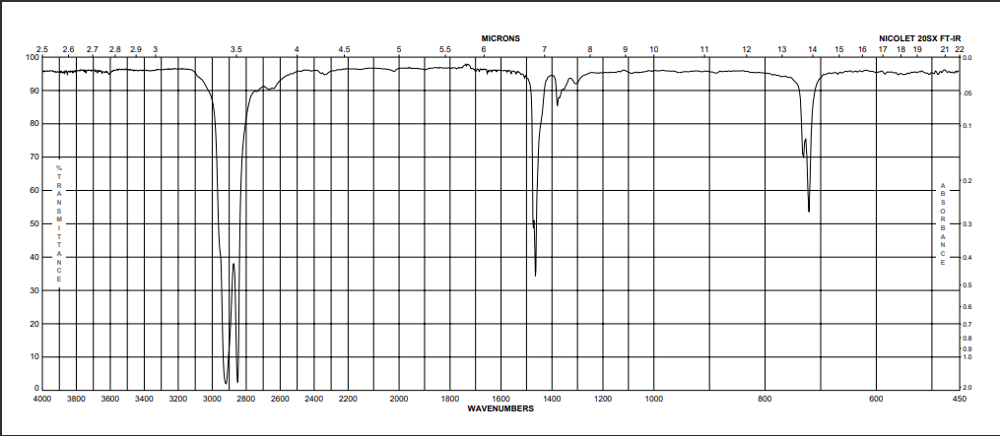 MICRONS
NICOLET 20SX FT-IR
2.5 2.6 2.7 2.8 2.9 3 3.5 4 4.5 5 5.5 6 7 8 9 10 11 12 13 14 15 16 17 18 19 21 22
100
90
80
70
60
50
40
30
20
10
0
%
T
R
A
N
S
M
I
T
T
A
N
C
E
0.0
.05
0.1
0.2
0.3
0.4
0.5
0.6
0.7
0.8
0.9
1.0
2.0
A
B
S
O
R
B
A
N
C
E
4000 3800 3600 3400 3200 3000 2800 2600 2400 2200 2000 1800 1600 1400 1200 1000 800 600 450
WAVENUMBERS